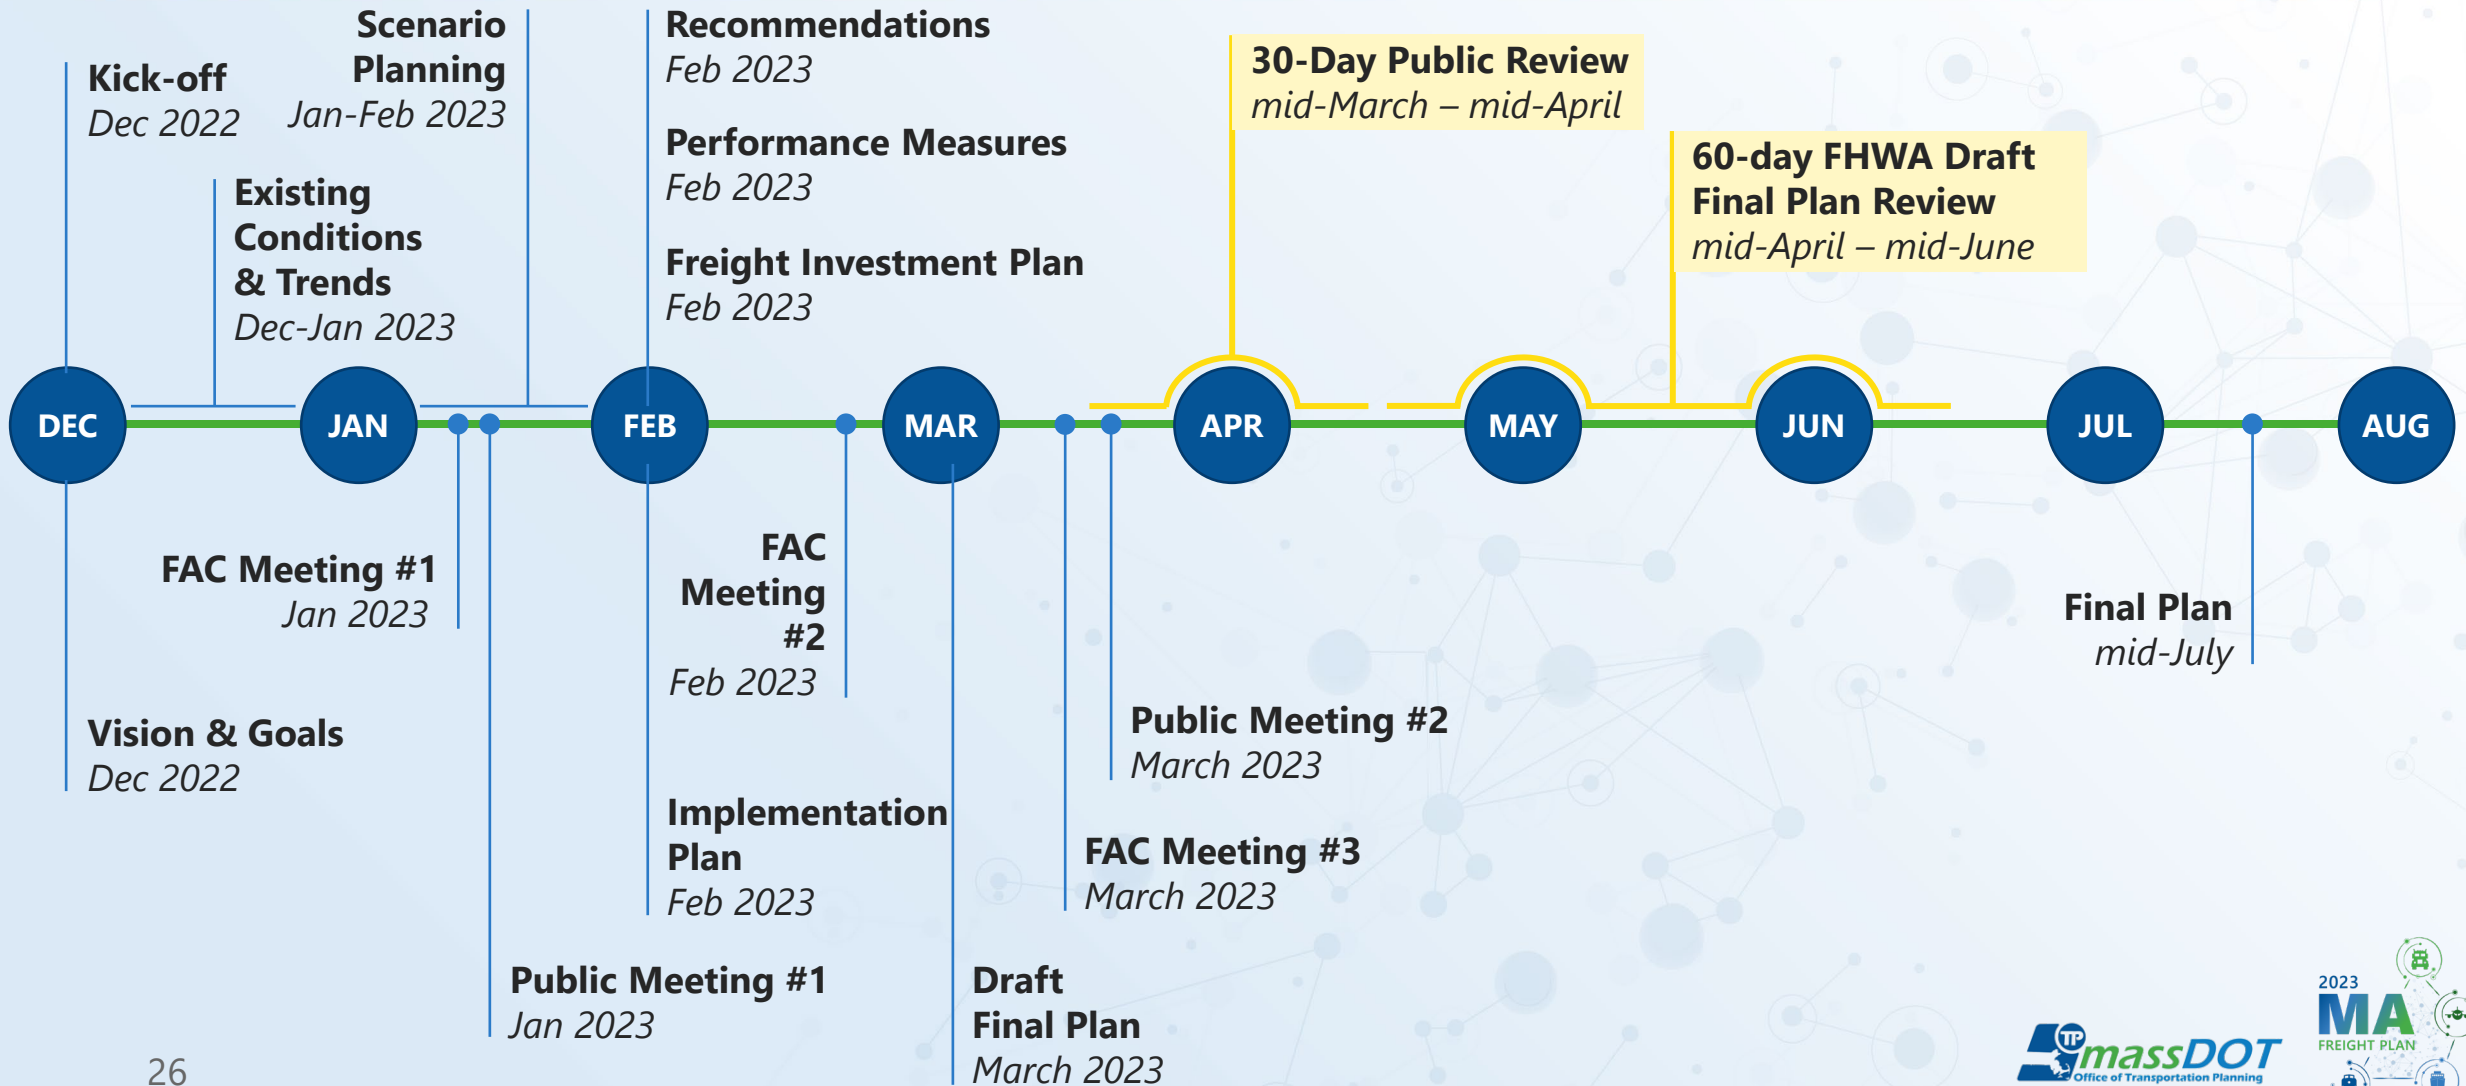 Kick-off
Dec 2022
Scenario
Planning
Jan-Feb 2023
Existing
Conditions
& Trends
Dec-Jan 2023
Recommendations
Feb 2023
Performance Measures
Feb 2023
Freight Investment Plan
Feb 2023
30-Day Public Review
mid-March – mid-April
60-day FHWA Draft
Final Plan Review
mid-April – mid-June
DEC
JAN
FEB
MAR
APR
MAY
JUN
JUL
AUG
FAC Meeting #1
Jan 2023
Vision & Goals
Dec 2022
Public Meeting #1
Jan 2023
FAC
Meeting
#2
Feb 2023
Implementation
Plan
Feb 2023
Draft
Final Plan
March 2023
Public Meeting #2
March 2023
FAC Meeting #3
March 2023
Final Plan
mid-July
26
TP
massDOT
Office of Transportation Planning
2023
MA
FREIGHT PLAN